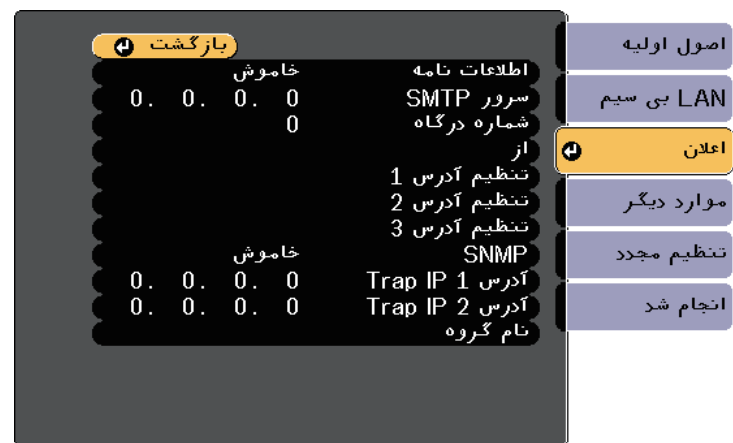 اصول اولیه
LAN بی سیم
اعلان
موارد دیگر
تنظیم مجدد
انجام شد
بازگشت
اطلاعات نامه خاموش
سرور SMTP 0. 0. 0. 0
شماره درگاه 0
از
تنظیم آدرس 1
تنظیم آدرس 2
تنظیم آدرس 3
SNMP خاموش
آدرس Trap IP 1 0. 0. 0. 0
آدرس Trap IP 2 0. 0. 0. 0
نام گروه